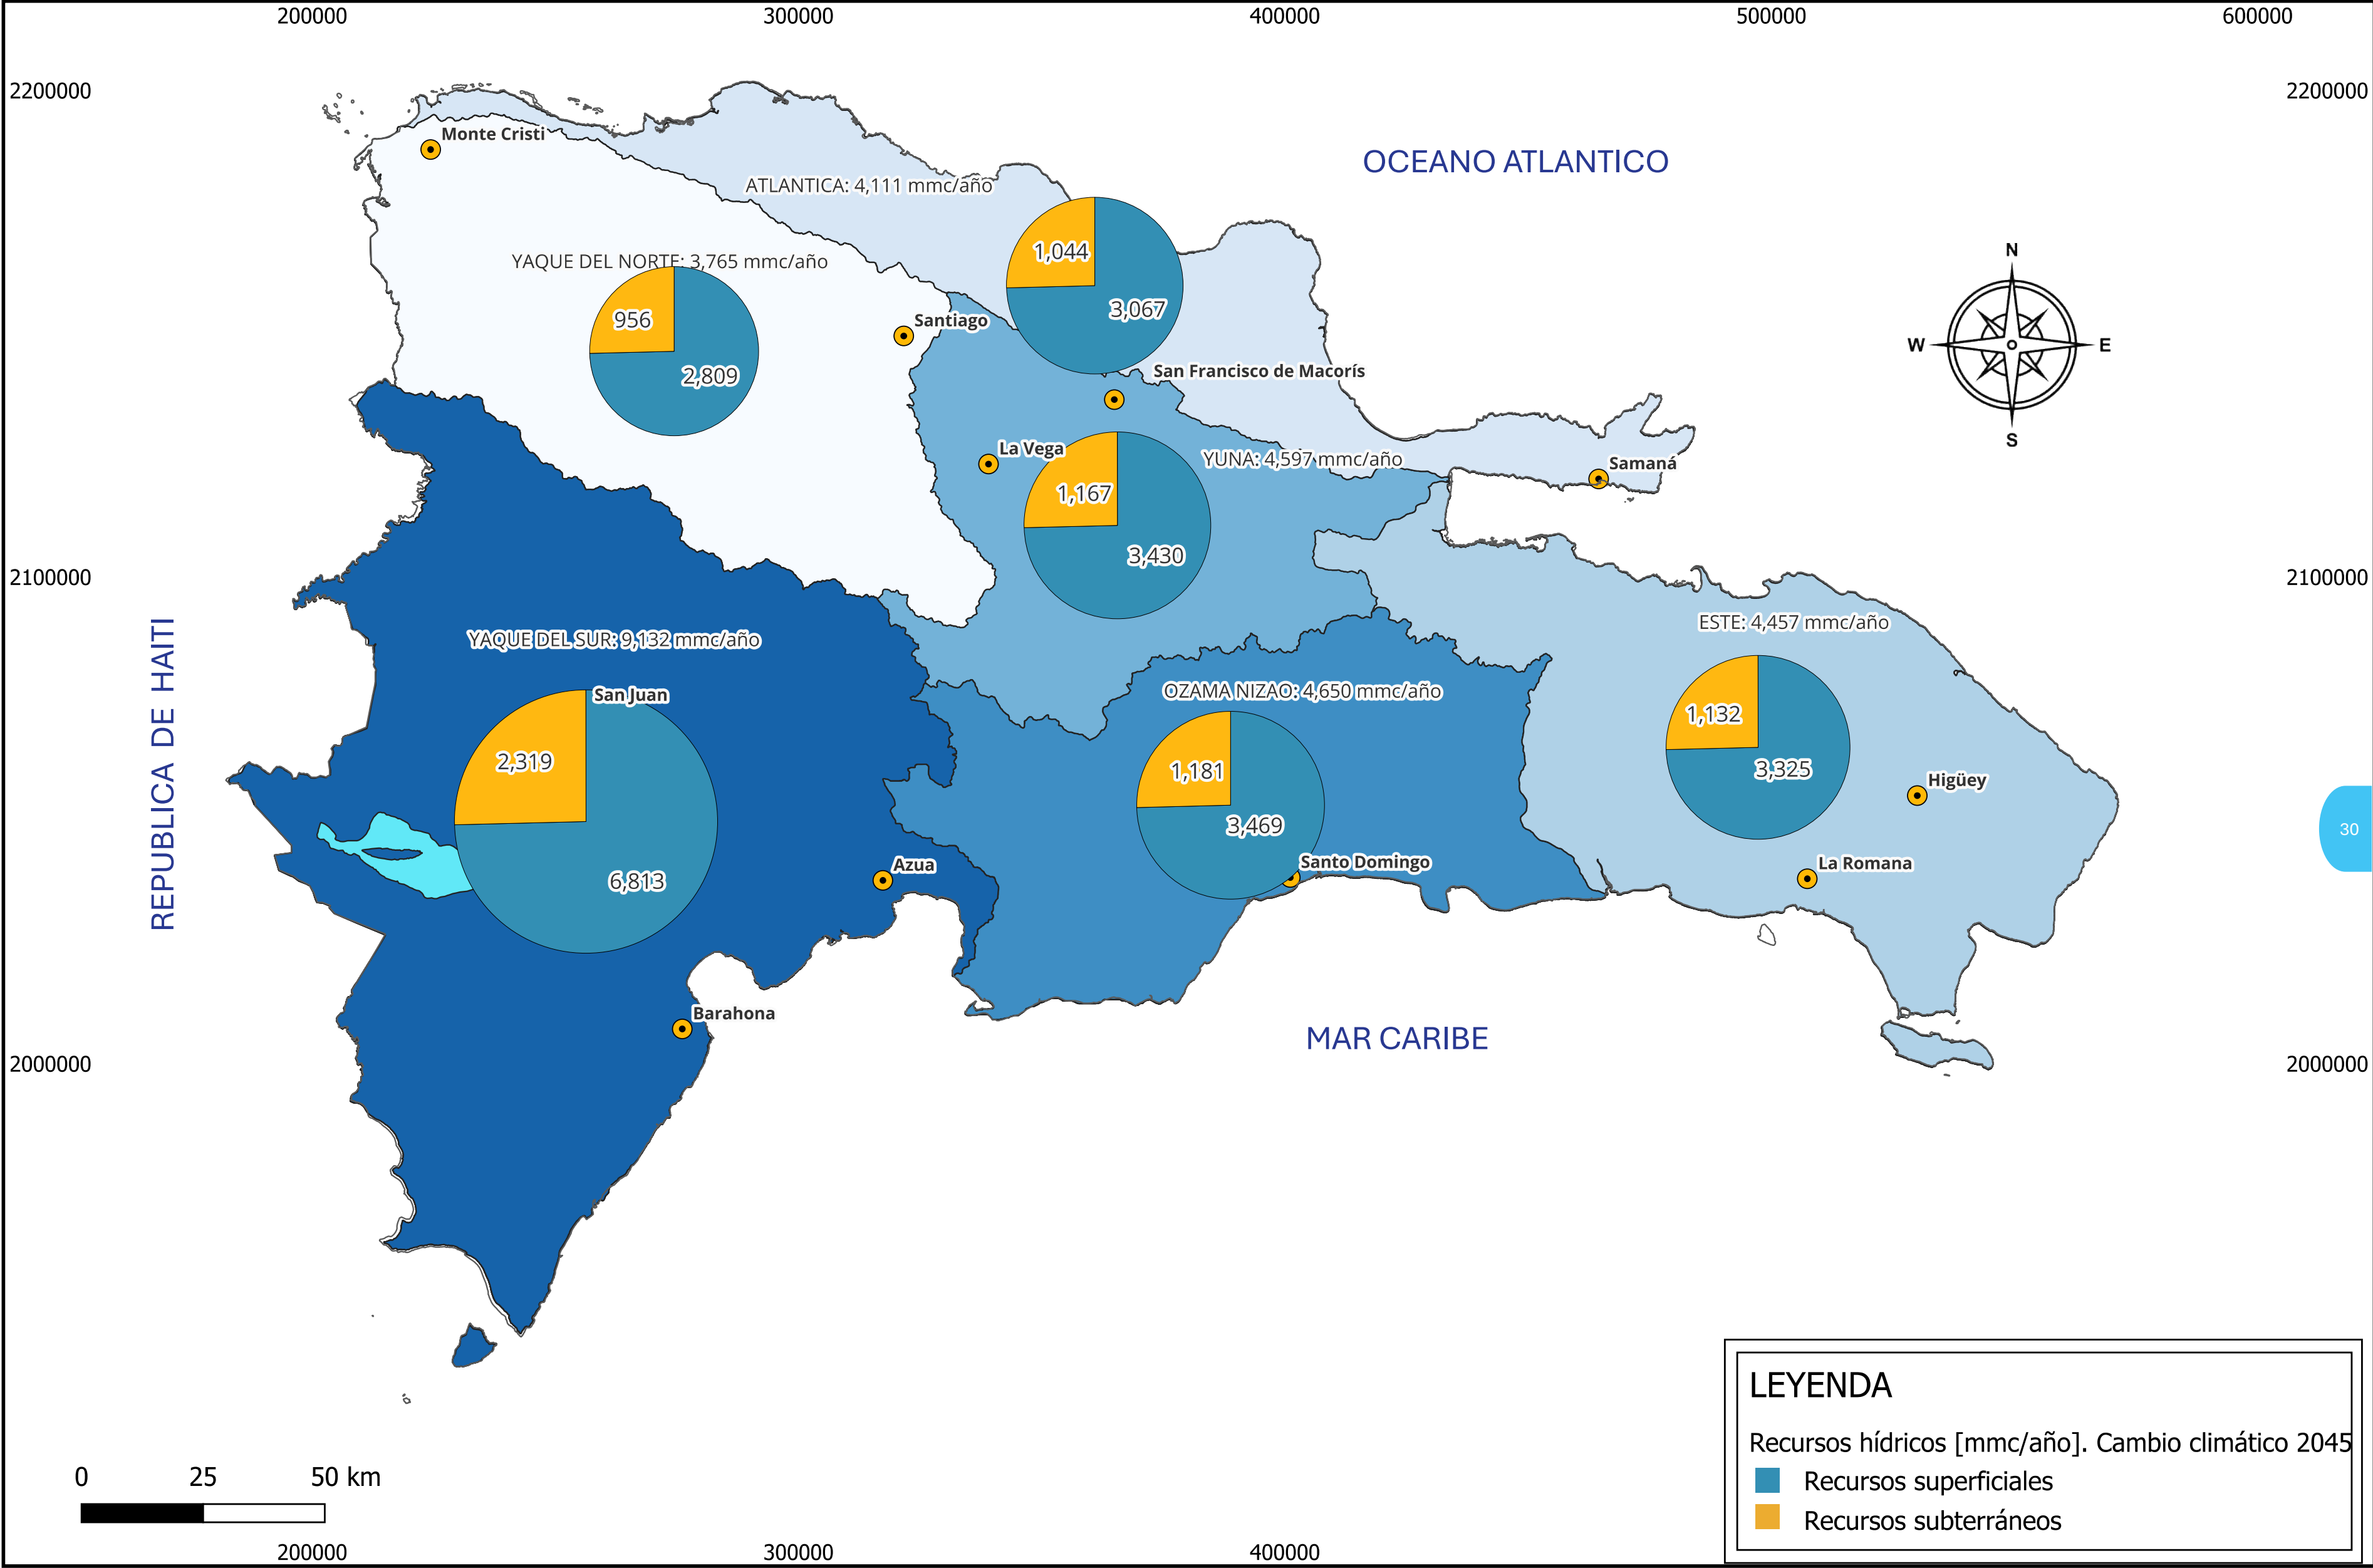 200000
300000
400000
500000
600000
2200000
2200000
Monte Cristi
OCEANO ATLANTICO
ATLANTICA: 4,111 mmc/año
1,044
3,067
YAQUE DEL NORTE: 3,765 mmc/año
956
2,809
Santiago
San Francisco de Macorís
N
W
E
S
La Vega
YUNA: 4,597 mmc/año
1,167
3,430
Samaná
2100000
2100000
REPUBLICA DE HAITI
YAQUE DEL SUR: 9,132 mmc/año
San Juan
2,319
6,813
OZAMA NIZAO: 4,650 mmc/año
1,181
3,469
Santo Domingo
ESTE: 4,457 mmc/año
1,132
3,325
Higüey
30
La Romana
Azua
Barahona
MAR CARIBE
2000000
2000000
LEYENDA
Recursos hídricos [mmc/año]. Cambio climático 2045
Recursos superficiales
Recursos subterráneos
0
25
50 km
200000
300000
400000